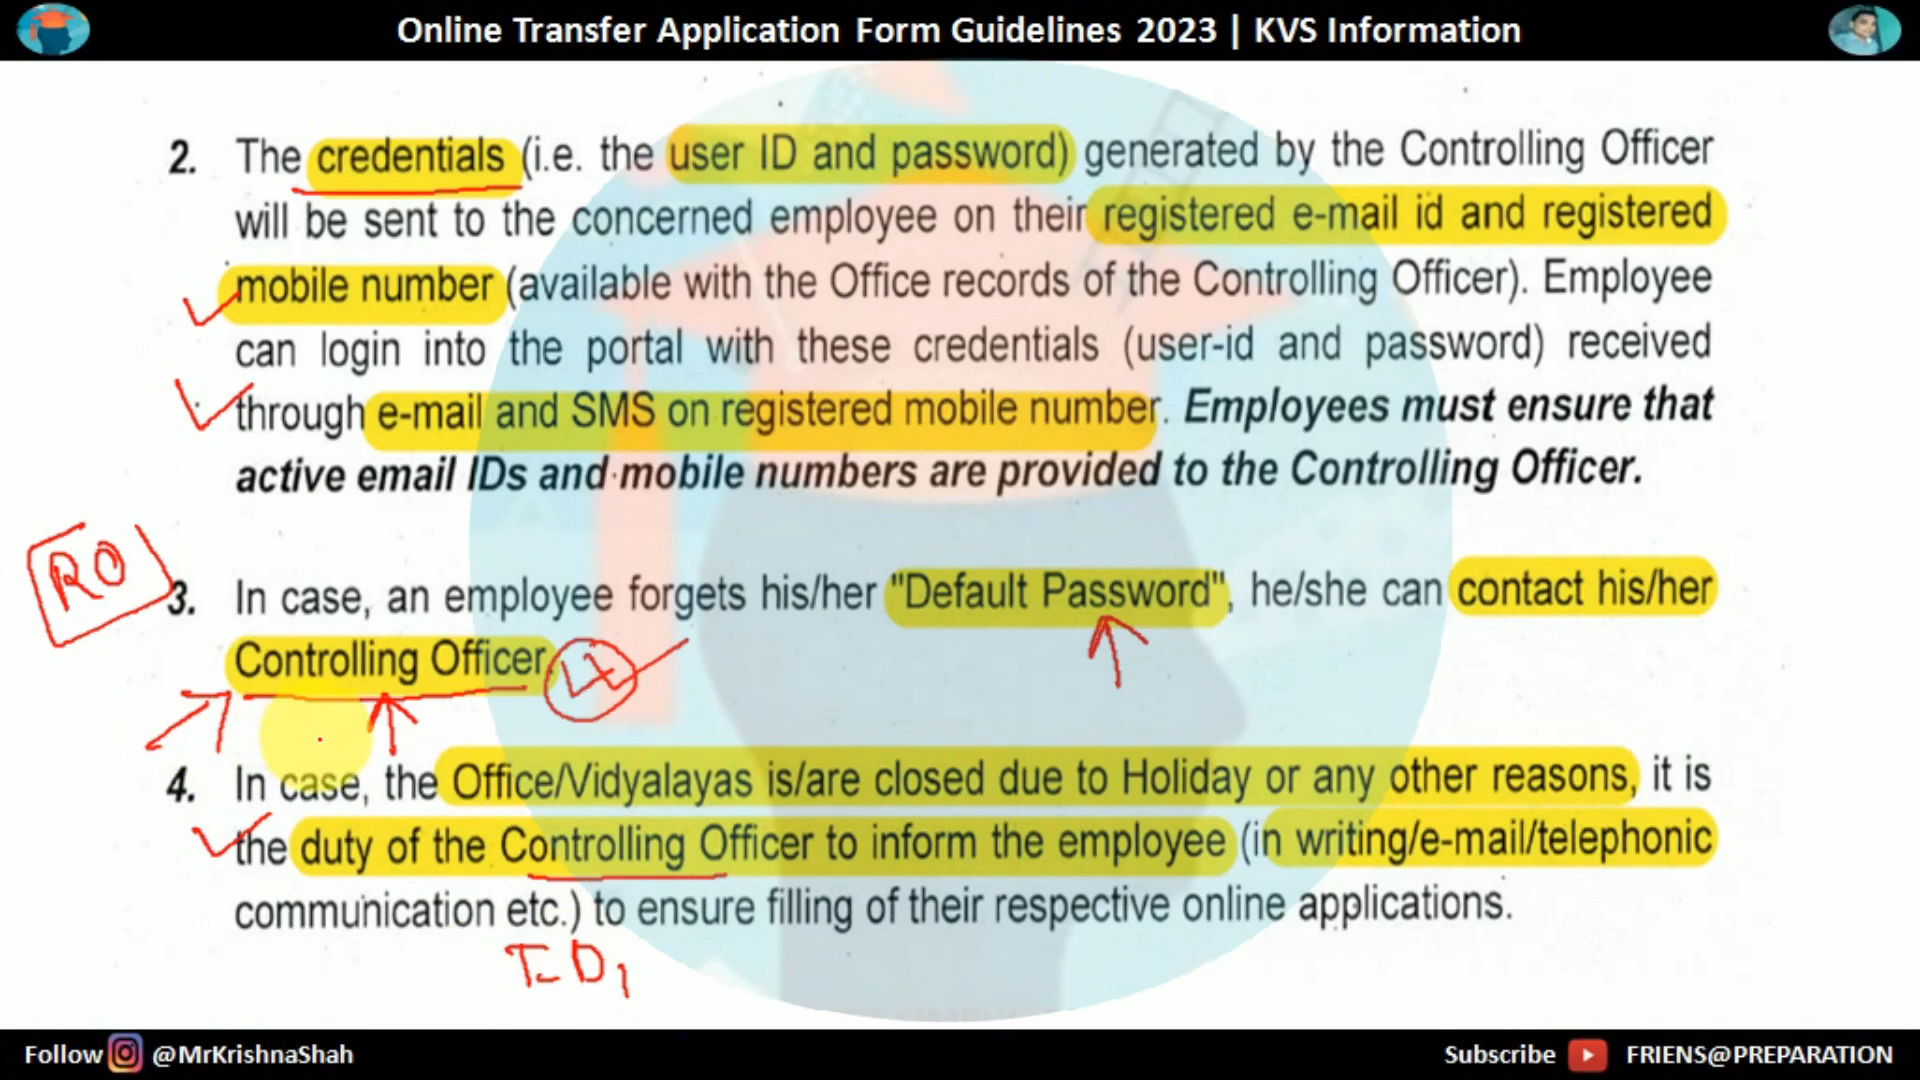 Online Transfer Application Form Guidelines 2023 | KVS Information
2. The credentials (i.e. the user ID and password) generated by the Controlling Officer
will be sent to the concerned employee on their registered e-mail id and registered
mobile number (available with the Office records of the Controlling Officer). Employee
can login into the portal with these credentials (user-id and password) received
through e-mail and SMS on registered mobile number. Employees must ensure that
active email IDs and mobile numbers are provided to the Controlling Officer.
RO
3. In case, an employee forgets his/her "Default Password", he/she can contact his/her
Controlling Officer.
4. In case, the Office/Vidyalayas is/are closed due to Holiday or any other reasons, it is
the duty of the Controlling Officer to inform the employee (in writing/e-mail/telephonic
communication etc.) to ensure filling of their respective online applications.
Follow @MrKrishnaShah
Subscribe FRIENS@PREPARATION